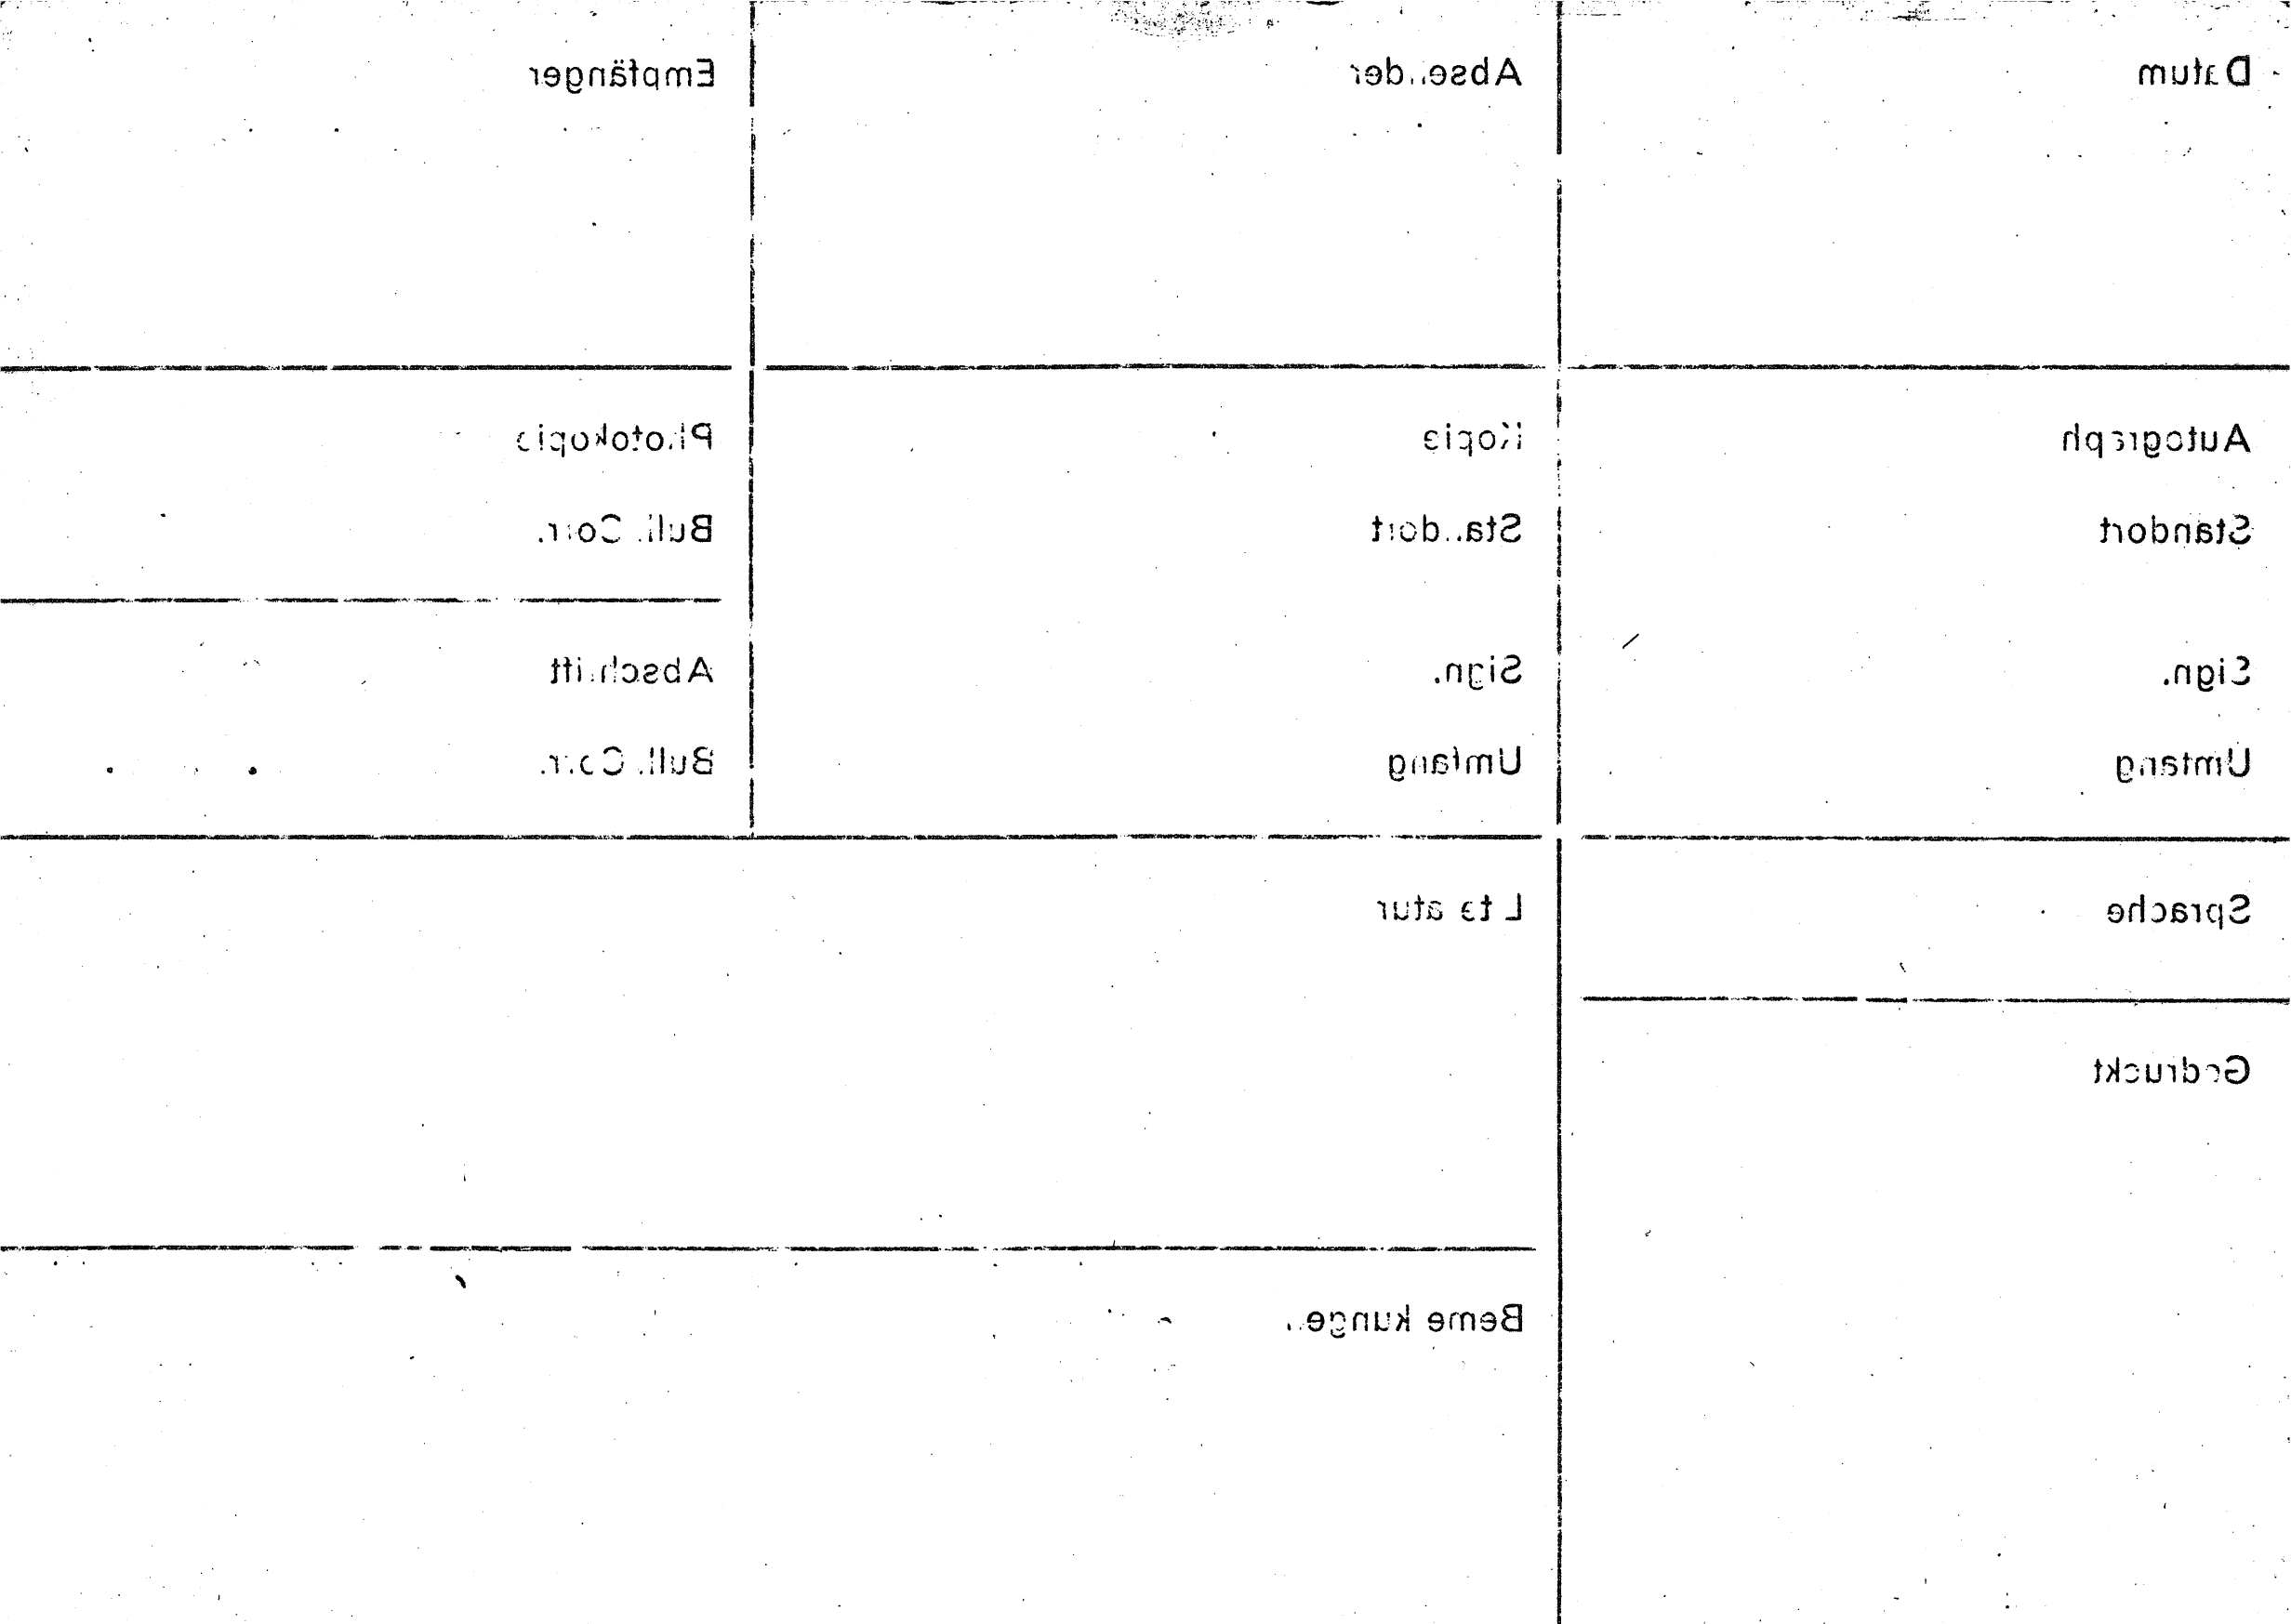 Datum
Absender
Empfänger
Autograph
Kopie
Photokopie
Standort
Standort
Bull. Corr.
Sign.
Sign.
Abschrift
Umfang
Umfang
Bull. Corr.
Sprache
Literatur
Gedruckt
Bemerkungen